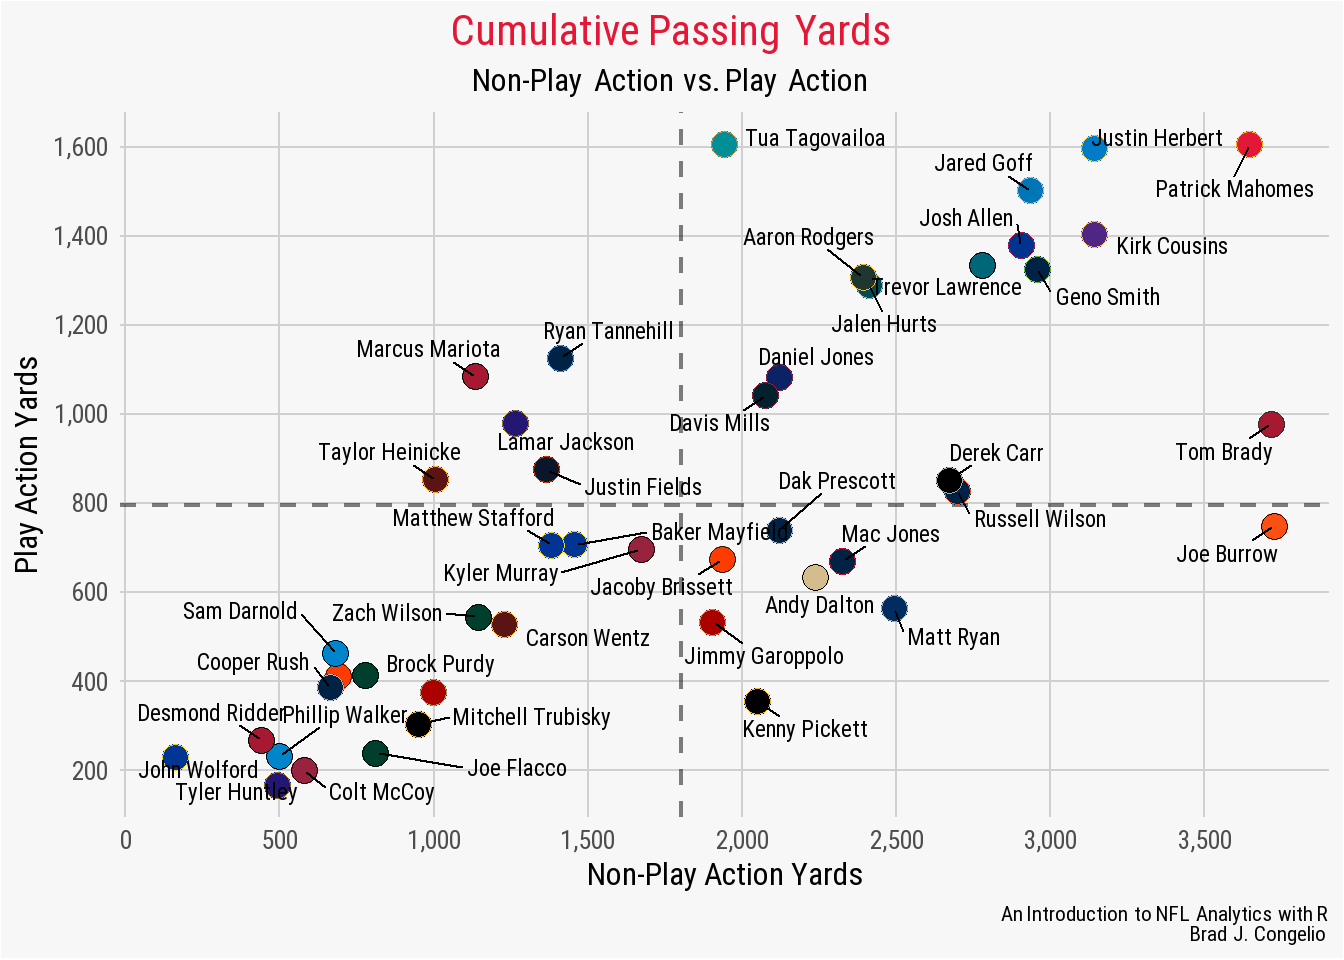 Cumulative Passing Yards
Non-Play Action vs. Play Action
Tua Tagovailoa
Justin Herbert
Jared Goff
Patrick Mahomes
Josh Allen
Aaron Rodgers
Kirk Cousins
Trevor Lawrence
Geno Smith
Jalen Hurts
Ryan Tannehill
Marcus Mariota
Daniel Jones
Davis Mills
Lamar Jackson
Taylor Heinicke
Tom Brady
Derek Carr
Justin Fields
Dak Prescott
Matthew Stafford
Russell Wilson
Baker Mayfield
Mac Jones
Joe Burrow
Kyler Murray
Jacoby Brissett
Andy Dalton
Sam Darnold
Zach Wilson
Carson Wentz
Matt Ryan
Jimmy Garoppolo
Cooper Rush
Brock Purdy
Desmond Ridder
Phillip Walker
Mitchell Trubisky
Kenny Pickett
John Wolford
Joe Flacco
Tyler Huntley
Colt McCoy
1,600
1,400
1,200
1,000
800
600
400
200
Play Action Yards
0 500 1,000 1,500 2,000 2,500 3,000 3,500
Non-Play Action Yards
An Introduction to NFL Analytics with R
Brad J. Congelio